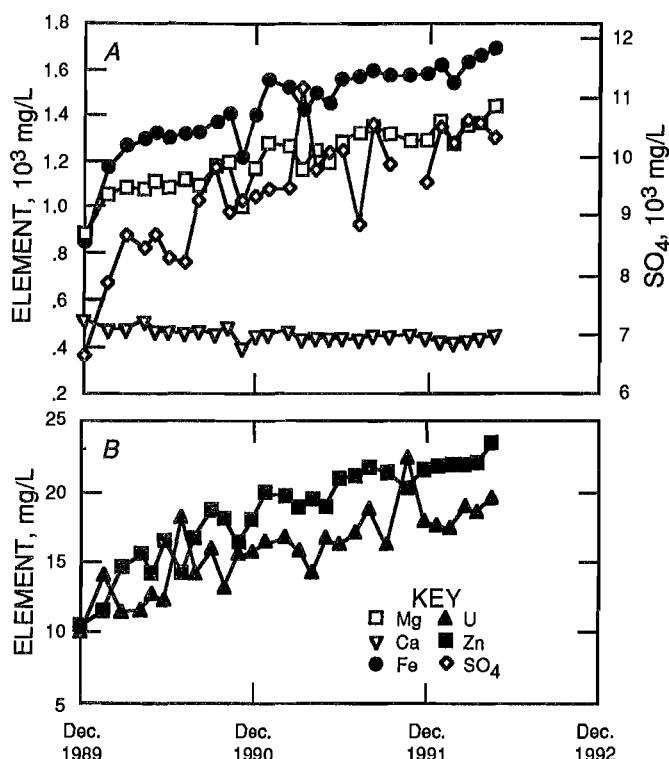 A
1.8
1.6
1.4
1.2
1.0
.8
.6
.4
.2
ELEMENT, 10³ mg/L
12
11
10
9
8
7
6
SO₄, 10³ mg/L
B
25
20
15
10
5
ELEMENT, mg/L
KEY
Mg U
Ca Zn
Fe SO₄
Dec. Dec. Dec. Dec.
1989 1990 1991 1992